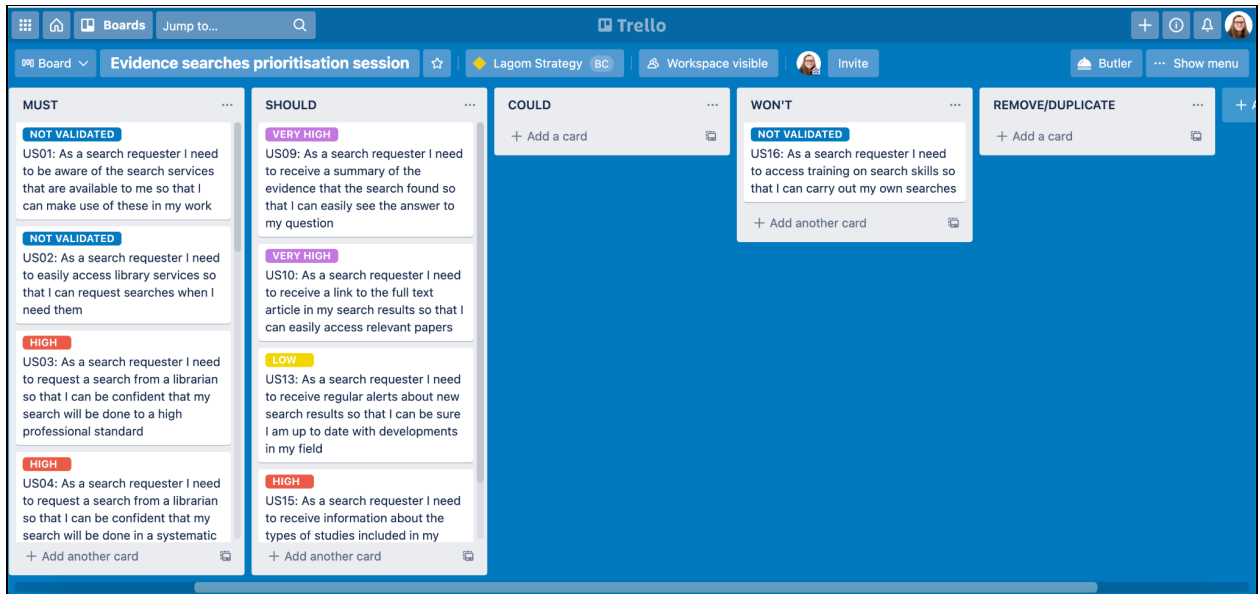 Boards
Jump to...
Trello
Board
Evidence searches prioritisation session
Lagom Strategy BC
Workspace visible
Invite
Butler
... Show menu
MUST
NOT VALIDATED
US01: As a search requester I need
to be aware of the search services
that are available to me so that I
can make use of these in my work
NOT VALIDATED
US02: As a search requester I need
to easily access library services so
that I can request searches when I
need them
HIGH
US03: As a search requester I need
to request a search from a librarian
so that I can be confident that my
search will be done to a high
professional standard
HIGH
US04: As a search requester I need
to request a search from a librarian
so that I can be confident that my
search will be done in a systematic
+ Add another card
SHOULD
VERY HIGH
US09: As a search requester I need
to receive a summary of the
evidence that the search found so
that I can easily see the answer to
my question
VERY HIGH
US10: As a search requester I need
to receive a link to the full text
article in my search results so that I
can easily access relevant papers
LOW
US13: As a search requester I need
to receive regular alerts about new
search results so that I can be sure
I am up to date with developments
in my field
HIGH
US15: As a search requester I need
to receive information about the
types of studies included in my
+ Add another card
COULD
+ Add a card
WON'T
NOT VALIDATED
US16: As a search requester I need
to access training on search skills so
that I can carry out my own searches
+ Add another card
REMOVE/DUPLICATE
+ Add a card